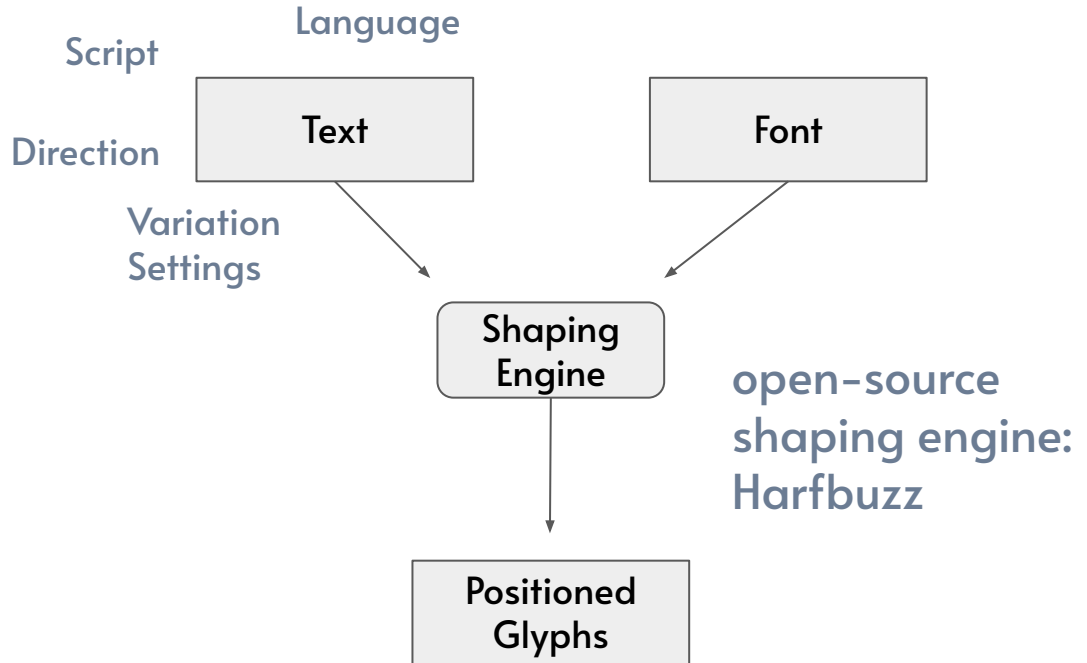 Language
Script
Text
Font
Direction
Variation
Settings
Shaping
Engine
open-source
shaping engine:
Harfbuzz
Positioned
Glyphs